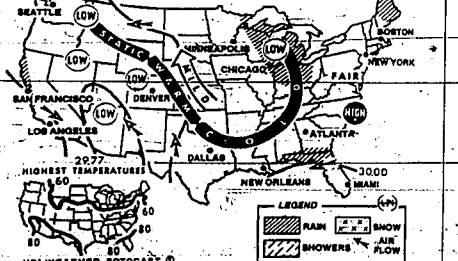 SEATTLE
LOW
BOSTON
MINNEAPOLIS
LOW
NEW YORK
LOW
STATIC WARM COLD
CHICAGO
FAIR
LOW
MILD
DENVER
SAN FRANCISCO
LOW
HIGH
LOS ANGELES
ATLANTA
29.77
DALLAS
30.00
HIGHEST TEMPERATURES
NEW ORLEANS
MIAMI
60
60
80
80
LEGEND
RAIN
SNOW
SHOWERS
AIR FLOW